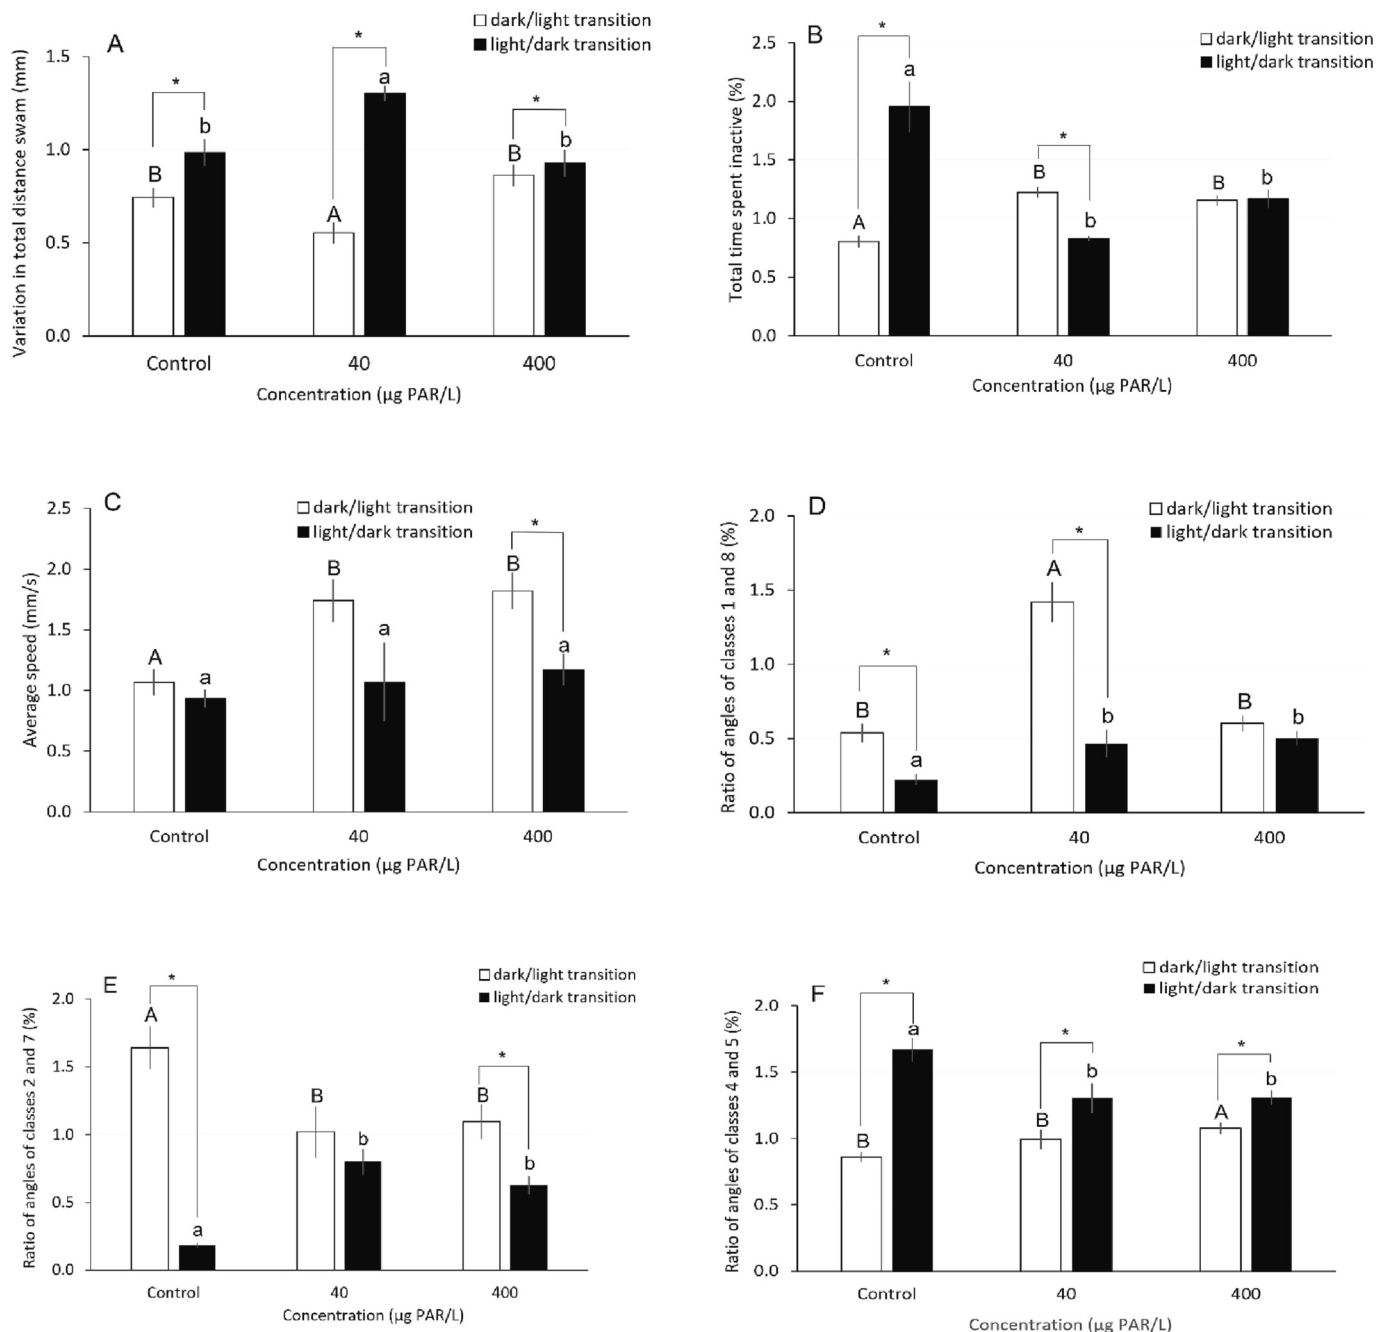 A
dark/light transition
light/dark transition
Variation in total distance swam (mm)
1.5
1.0
0.5
0.0
*
*
*
B
b
A
a
B
b
Control
40
400
Concentration (µg PAR/L)
B
dark/light transition
light/dark transition
Total time spent inactive (%)
2.5
2.0
1.5
1.0
0.5
0.0
*
*
A
a
B
b
B
b
Control
40
400
Concentration (µg PAR/L)
C
dark/light transition
light/dark transition
Average speed (mm/s)
2.5
2.0
1.5
1.0
0.5
0.0
*
A
a
B
a
B
a
Control
40
400
Concentration (µg PAR/L)
D
dark/light transition
light/dark transition
Ratio of angles of classes 1 and 8 (%)
2.0
1.5
1.0
0.5
0.0
*
*
B
a
A
b
B
b
Control
40
400
Concentration (µg PAR/L)
E
dark/light transition
light/dark transition
Ratio of angles of classes 2 and 7 (%)
2.0
1.5
1.0
0.5
0.0
*
*
A
a
B
b
B
b
Control
40
400
Concentration (µg PAR/L)
F
dark/light transition
light/dark transition
Ratio of angles of classes 4 and 5 (%)
2.0
1.5
1.0
0.5
0.0
*
*
*
B
a
B
b
A
b
Control
40
400
Concentration (µg PAR/L)